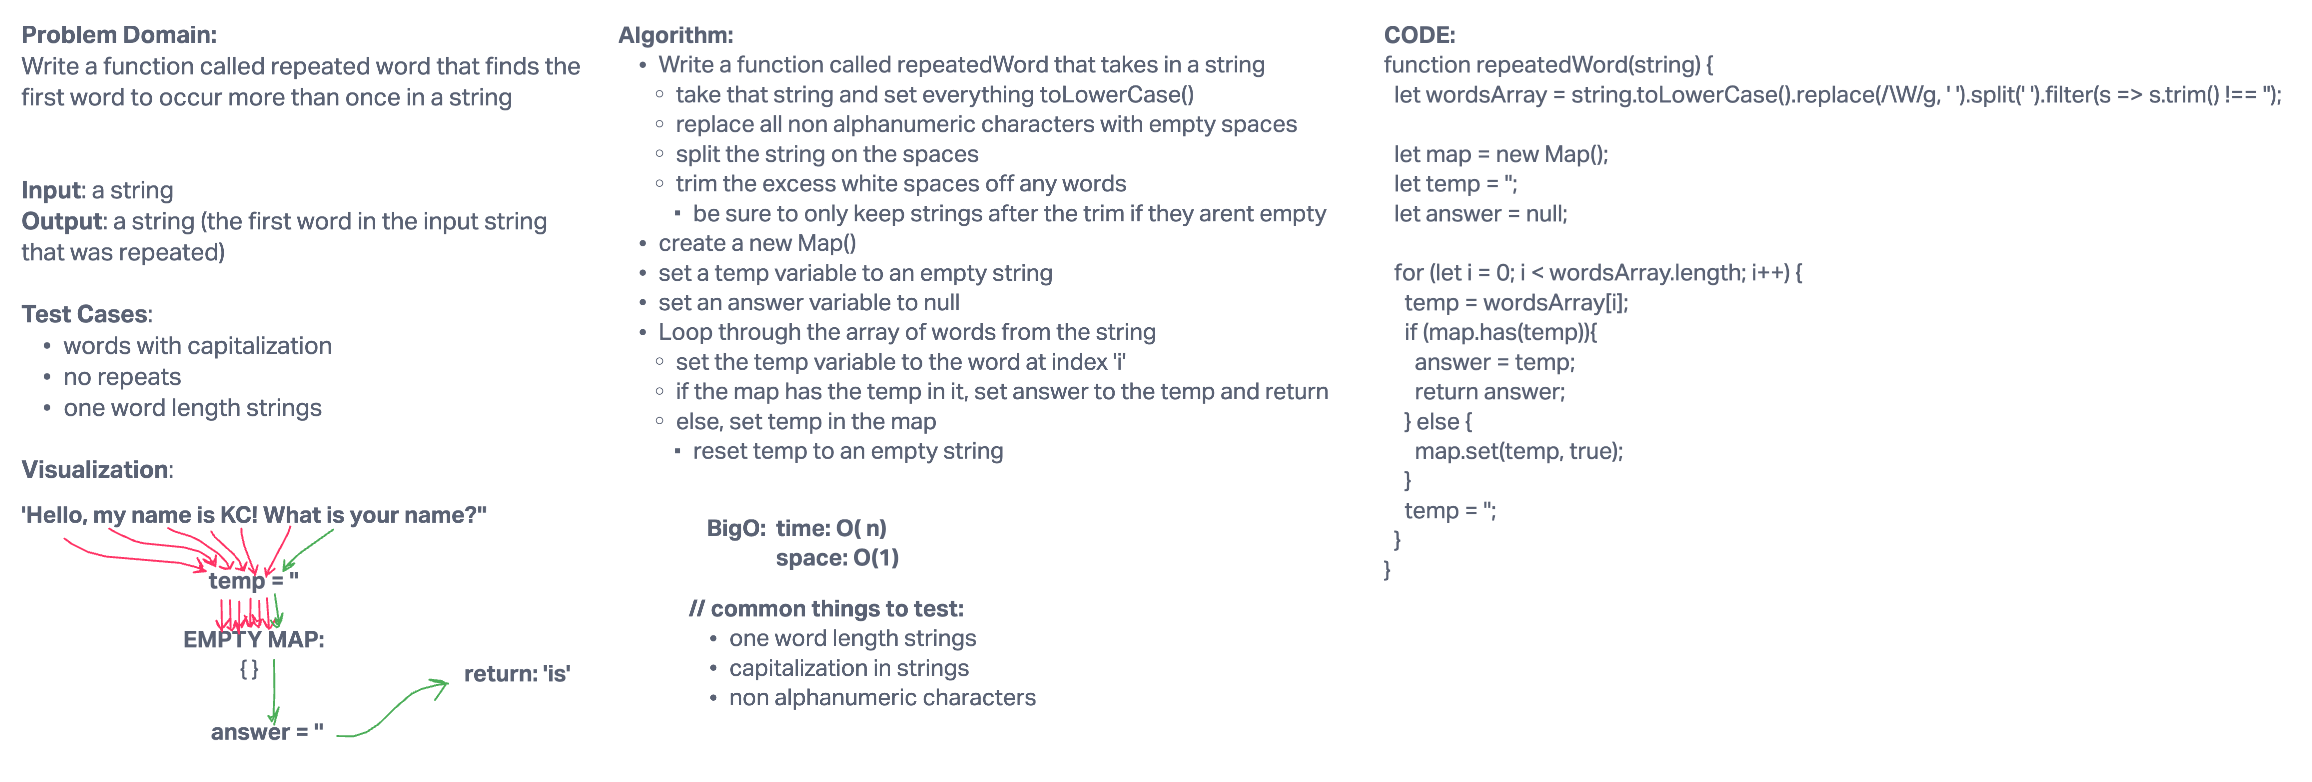 Problem Domain:
Write a function called repeated word that finds the
first word to occur more than once in a string
Input: a string
Output: a string (the first word in the input string
that was repeated)
Test Cases:
• words with capitalization
• no repeats
• one word length strings
Visualization:
'Hello, my name is KC! What is your name?"
temp = "
EMPTY MAP:
{ }
answer = "
return: 'is'
Algorithm:
• Write a function called repeatedWord that takes in a string
◦ take that string and set everything toLowerCase()
◦ replace all non alphanumeric characters with empty spaces
◦ split the string on the spaces
◦ trim the excess white spaces off any words
▪ be sure to only keep strings after the trim if they arent empty
• create a new Map()
• set a temp variable to an empty string
• set an answer variable to null
• Loop through the array of words from the string
◦ set the temp variable to the word at index 'i'
◦ if the map has the temp in it, set answer to the temp and return
◦ else, set temp in the map
▪ reset temp to an empty string
BigO: time: O( n)
space: O(1)
// common things to test:
• one word length strings
• capitalization in strings
• non alphanumeric characters
CODE:
function repeatedWord(string) {
let wordsArray = string.toLowerCase().replace(/\W/g, ' ').split(' ').filter(s => s.trim() !== '');
let map = new Map();
let temp = '';
let answer = null;
for (let i = 0; i < wordsArray.length; i++) {
temp = wordsArray[i];
if (map.has(temp)){
answer = temp;
return answer;
} else {
map.set(temp, true);
}
temp = '';
}
}